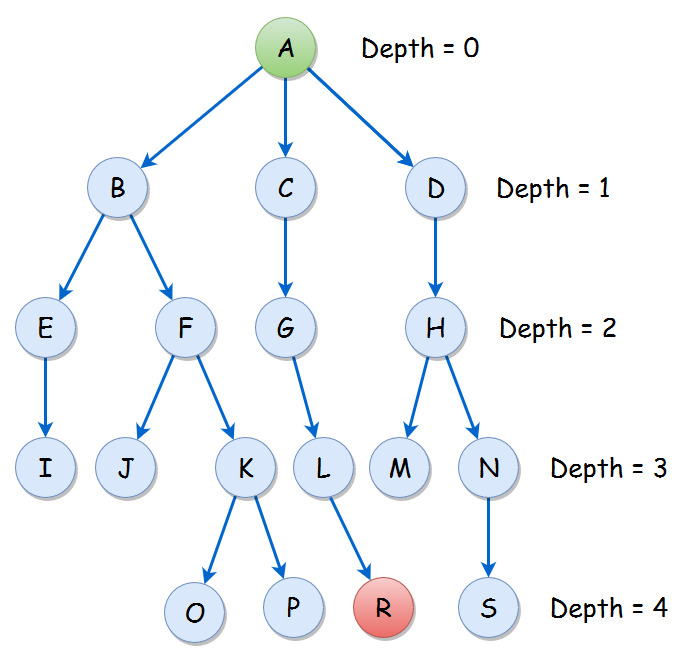 A Depth = 0
B C D Depth = 1
E F G H Depth = 2
I J K L M N Depth = 3
O P R S Depth = 4